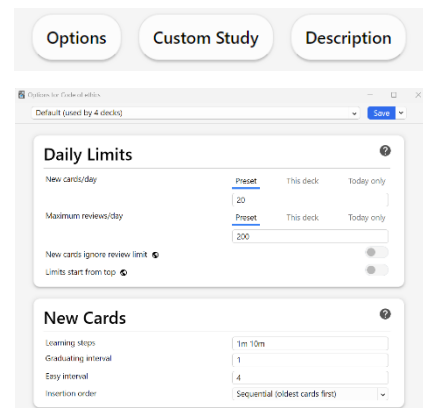 Options Custom Study Description
Options for Code of ethics
Default (used by 4 decks) Save
Daily Limits
New cards/day Preset This deck Today only
20
Maximum reviews/day Preset This deck Today only
200
New cards ignore review limit
Limits start from top
New Cards
Learning steps 1m 10m
Graduating interval 1
Easy interval 4
Insertion order Sequential (oldest cards first)